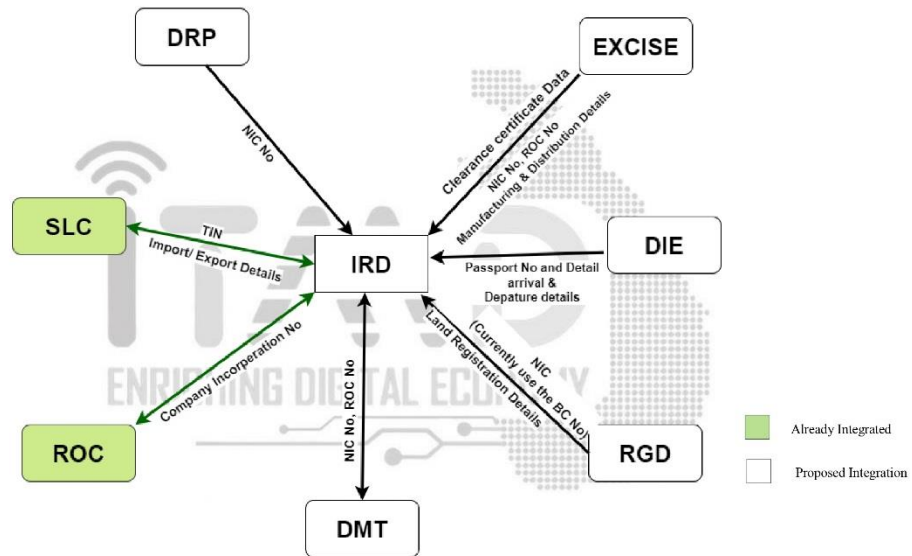 DRP
EXCISE
NIC No
Clearance certificate Data
NIC No, ROC No
Manufacturing & Distribution Details
SLC
TIN
Import/ Export Details
IRD
DIE
Passport No and Detail
arrival &
Depature details
Company Incorperation No
NIC No, ROC No
NIC
(Currently use the BC No)
Land Registration Details
ENRICHING DIGITAL ECONOMY
ROC
DMT
RGD
Already Integrated
Proposed Integration